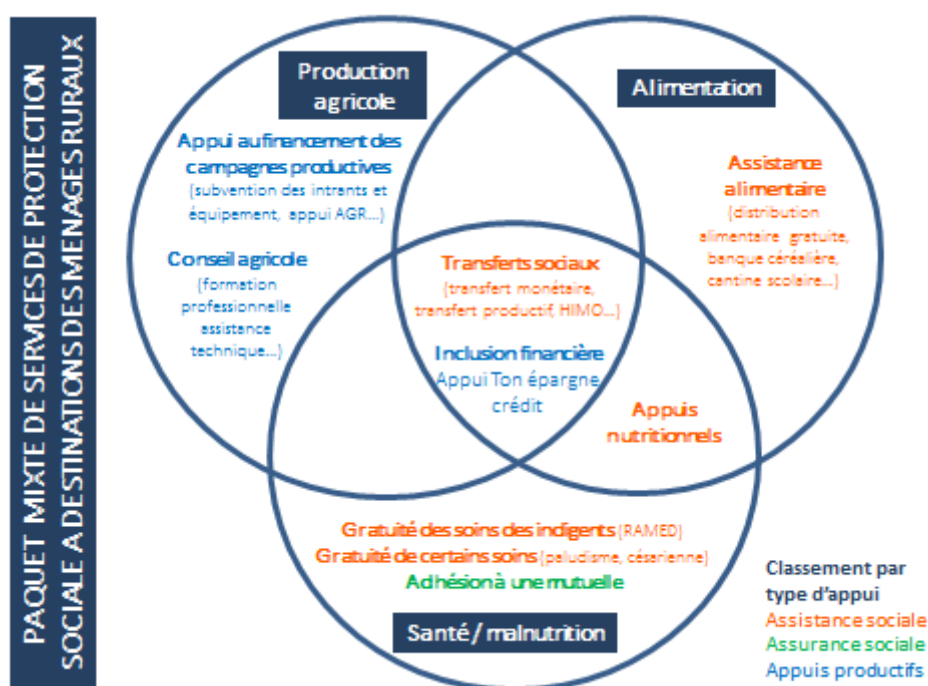 PAQUET MIXTE DE SERVICES DE PROTECTION
SOCIALE A DESTINATIONS DES MENAGES RURAUX
Production
agricole
Alimentation
Appui au financement des
campagnes productives
(subvention des intrants et
équipement, appui AGR...)
Conseil agricole
(formation
professionnelle
assistance
technique...)
Assistance
alimentaire
(distribution
alimentaire gratuite,
banque céréalière,
cantine scolaire...)
Transferts sociaux
(transfert monétaire,
transfert productif, HIMO...)
Inclusion financière
Appui Ton épargne,
crédit
Appuis
nutritionnels
Gratuité des soins des indigents (RAMED)
Gratuité de certains soins (paludisme, césarienne)
Adhésion à une mutuelle
Santé / malnutrition
Classement par
type d'appui
Assistance sociale
Assurance sociale
Appuis productifs